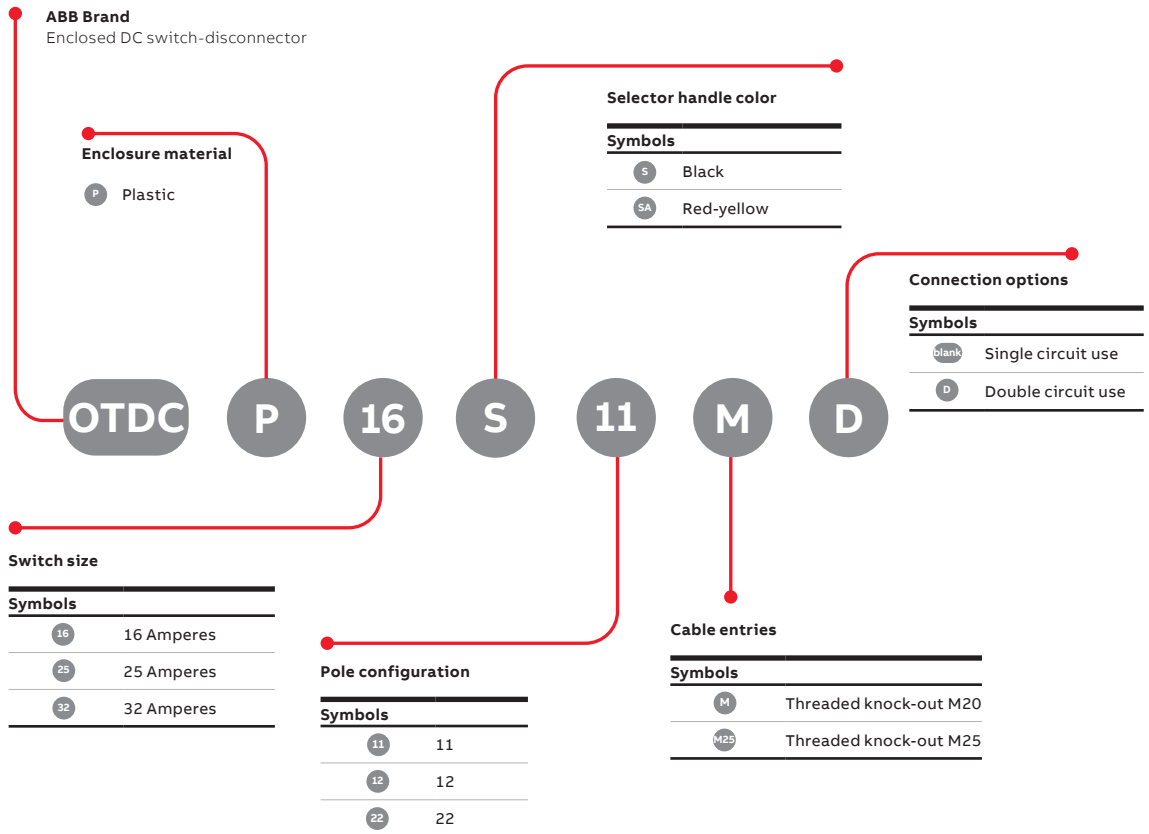 ABB Brand
Enclosed DC switch-disconnector
Enclosure material
P Plastic
Selector handle color
Symbols
S Black
SA Red-yellow
Connection options
Symbols
blank Single circuit use
D Double circuit use
OTDC P 16 S 11 M D
Switch size
Symbols
16 16 Amperes
25 25 Amperes
32 32 Amperes
Pole configuration
Symbols
11 11
12 12
22 22
Cable entries
Symbols
M Threaded knock-out M20
M25 Threaded knock-out M25